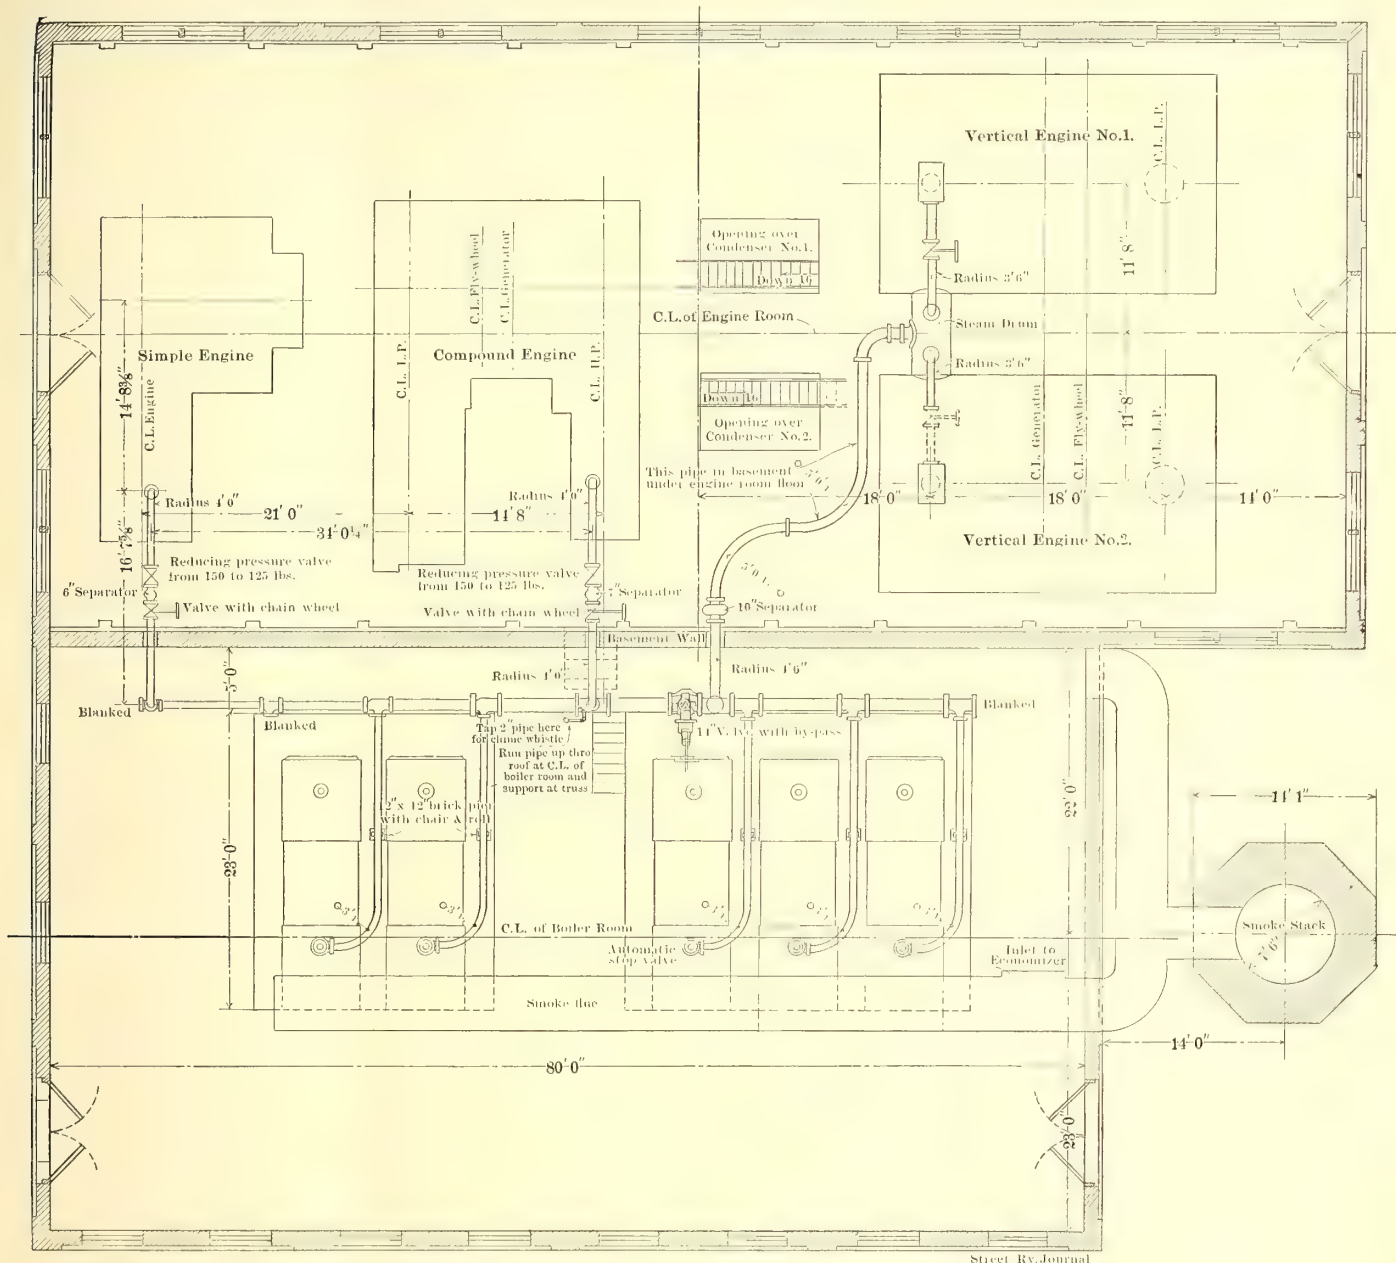 Vertical Engine No.1.
C.L. L.P.
11'8"
Opening over
Condenser No.1.
Down 16
Radius 3'6"
C.L. of Engine Room
Steam Drum
Simple Engine
Compound Engine
C.L. Fly-wheel
C.L. Generator
C.L. L.P.
C.L. H.P.
Radius 3'6"
14'-8⅜"
C.L. Engine
Down 16
Opening over
Condenser No.2.
C.L. Generator
C.L. Fly-wheel
11'-8"
C.L. L.P.
This pipe in basement
under engine room floor
Radius 4'0"
Radius 4'0"
18'0"
18'0"
14'0"
21'0"
14'8"
34'0¼"
Vertical Engine No.2.
16'-7⅝"
Reducing pressure valve
from 150 to 125 lbs.
Reducing pressure valve
from 150 to 125 lbs.
6" Separator
7" Separator
Valve with chain wheel
Valve with chain wheel
10" Separator
Basement Wall
5'-0"
Radius 4'0"
Radius 4'6"
Blanked
Blanked
Blanked
Tap 2" pipe here
for chime whistle
14" Valve with by-pass
Run pipe up thro
roof at C.L. of
boiler room and
support at truss
12" x 12" brick pier
with chair & roll
22'0"
14'4"
23'-0"
C.L. of Boiler Room
Automatic
stop valve
Inlet to
Economizer
Smoke Stack
7'6"
Smoke flue
14'0"
80'0"
23'-0"
Street Ry. Journal